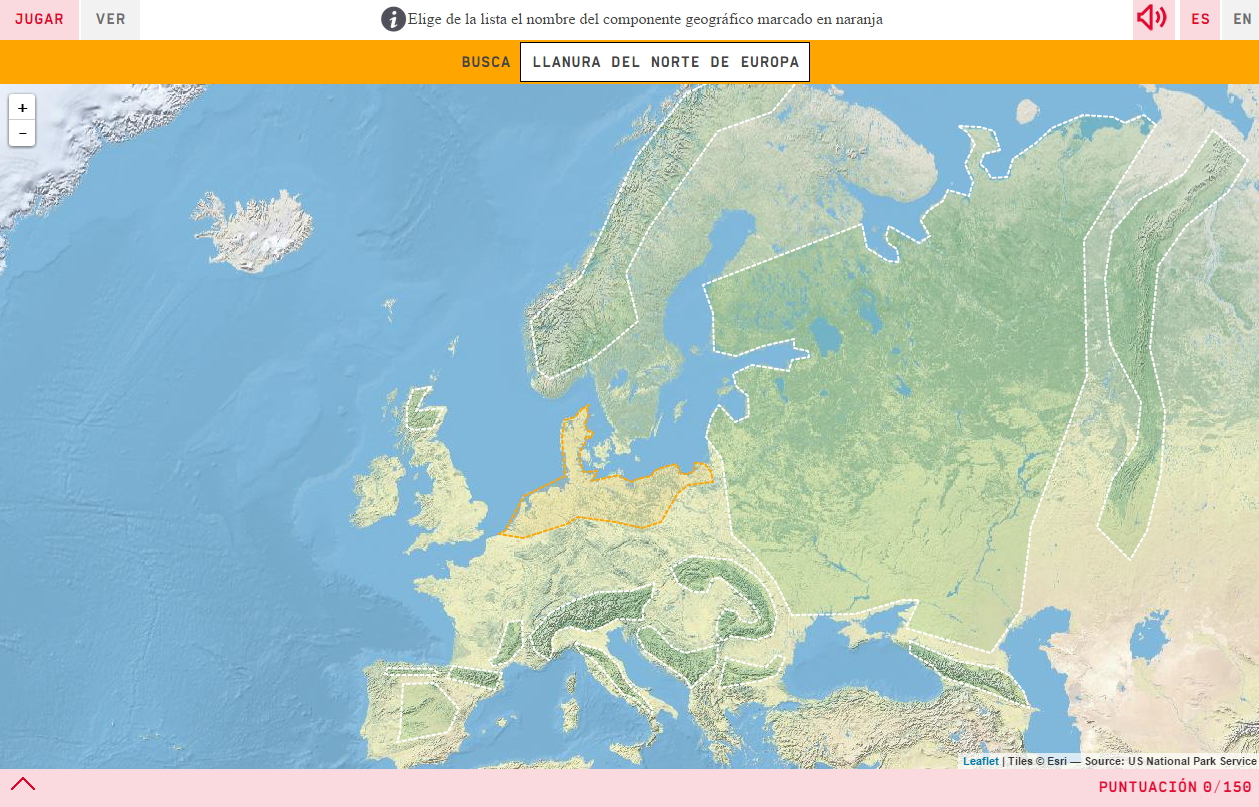 JUGAR VER Elige de la lista el nombre del componente geográfico marcado en naranja ES EN
BUSCA LLANURA DEL NORTE DE EUROPA
+
-
Leaflet | Tiles © Esri — Source: US National Park Service
PUNTUACIÓN 0/150